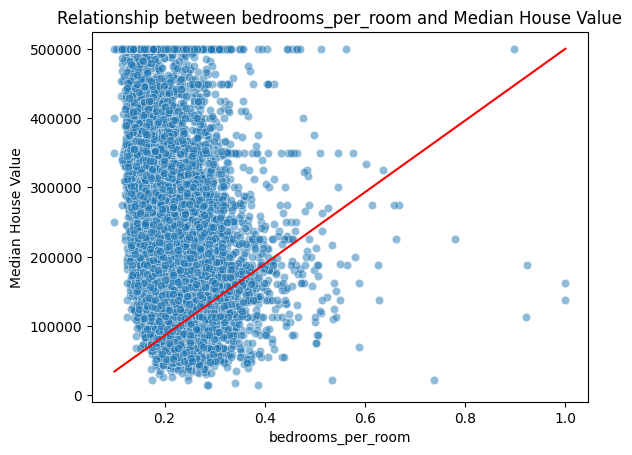 Relationship between bedrooms_per_room and Median House Value
500000
400000
300000
200000
100000
0
Median House Value
0.2 0.4 0.6 0.8 1.0
bedrooms_per_room